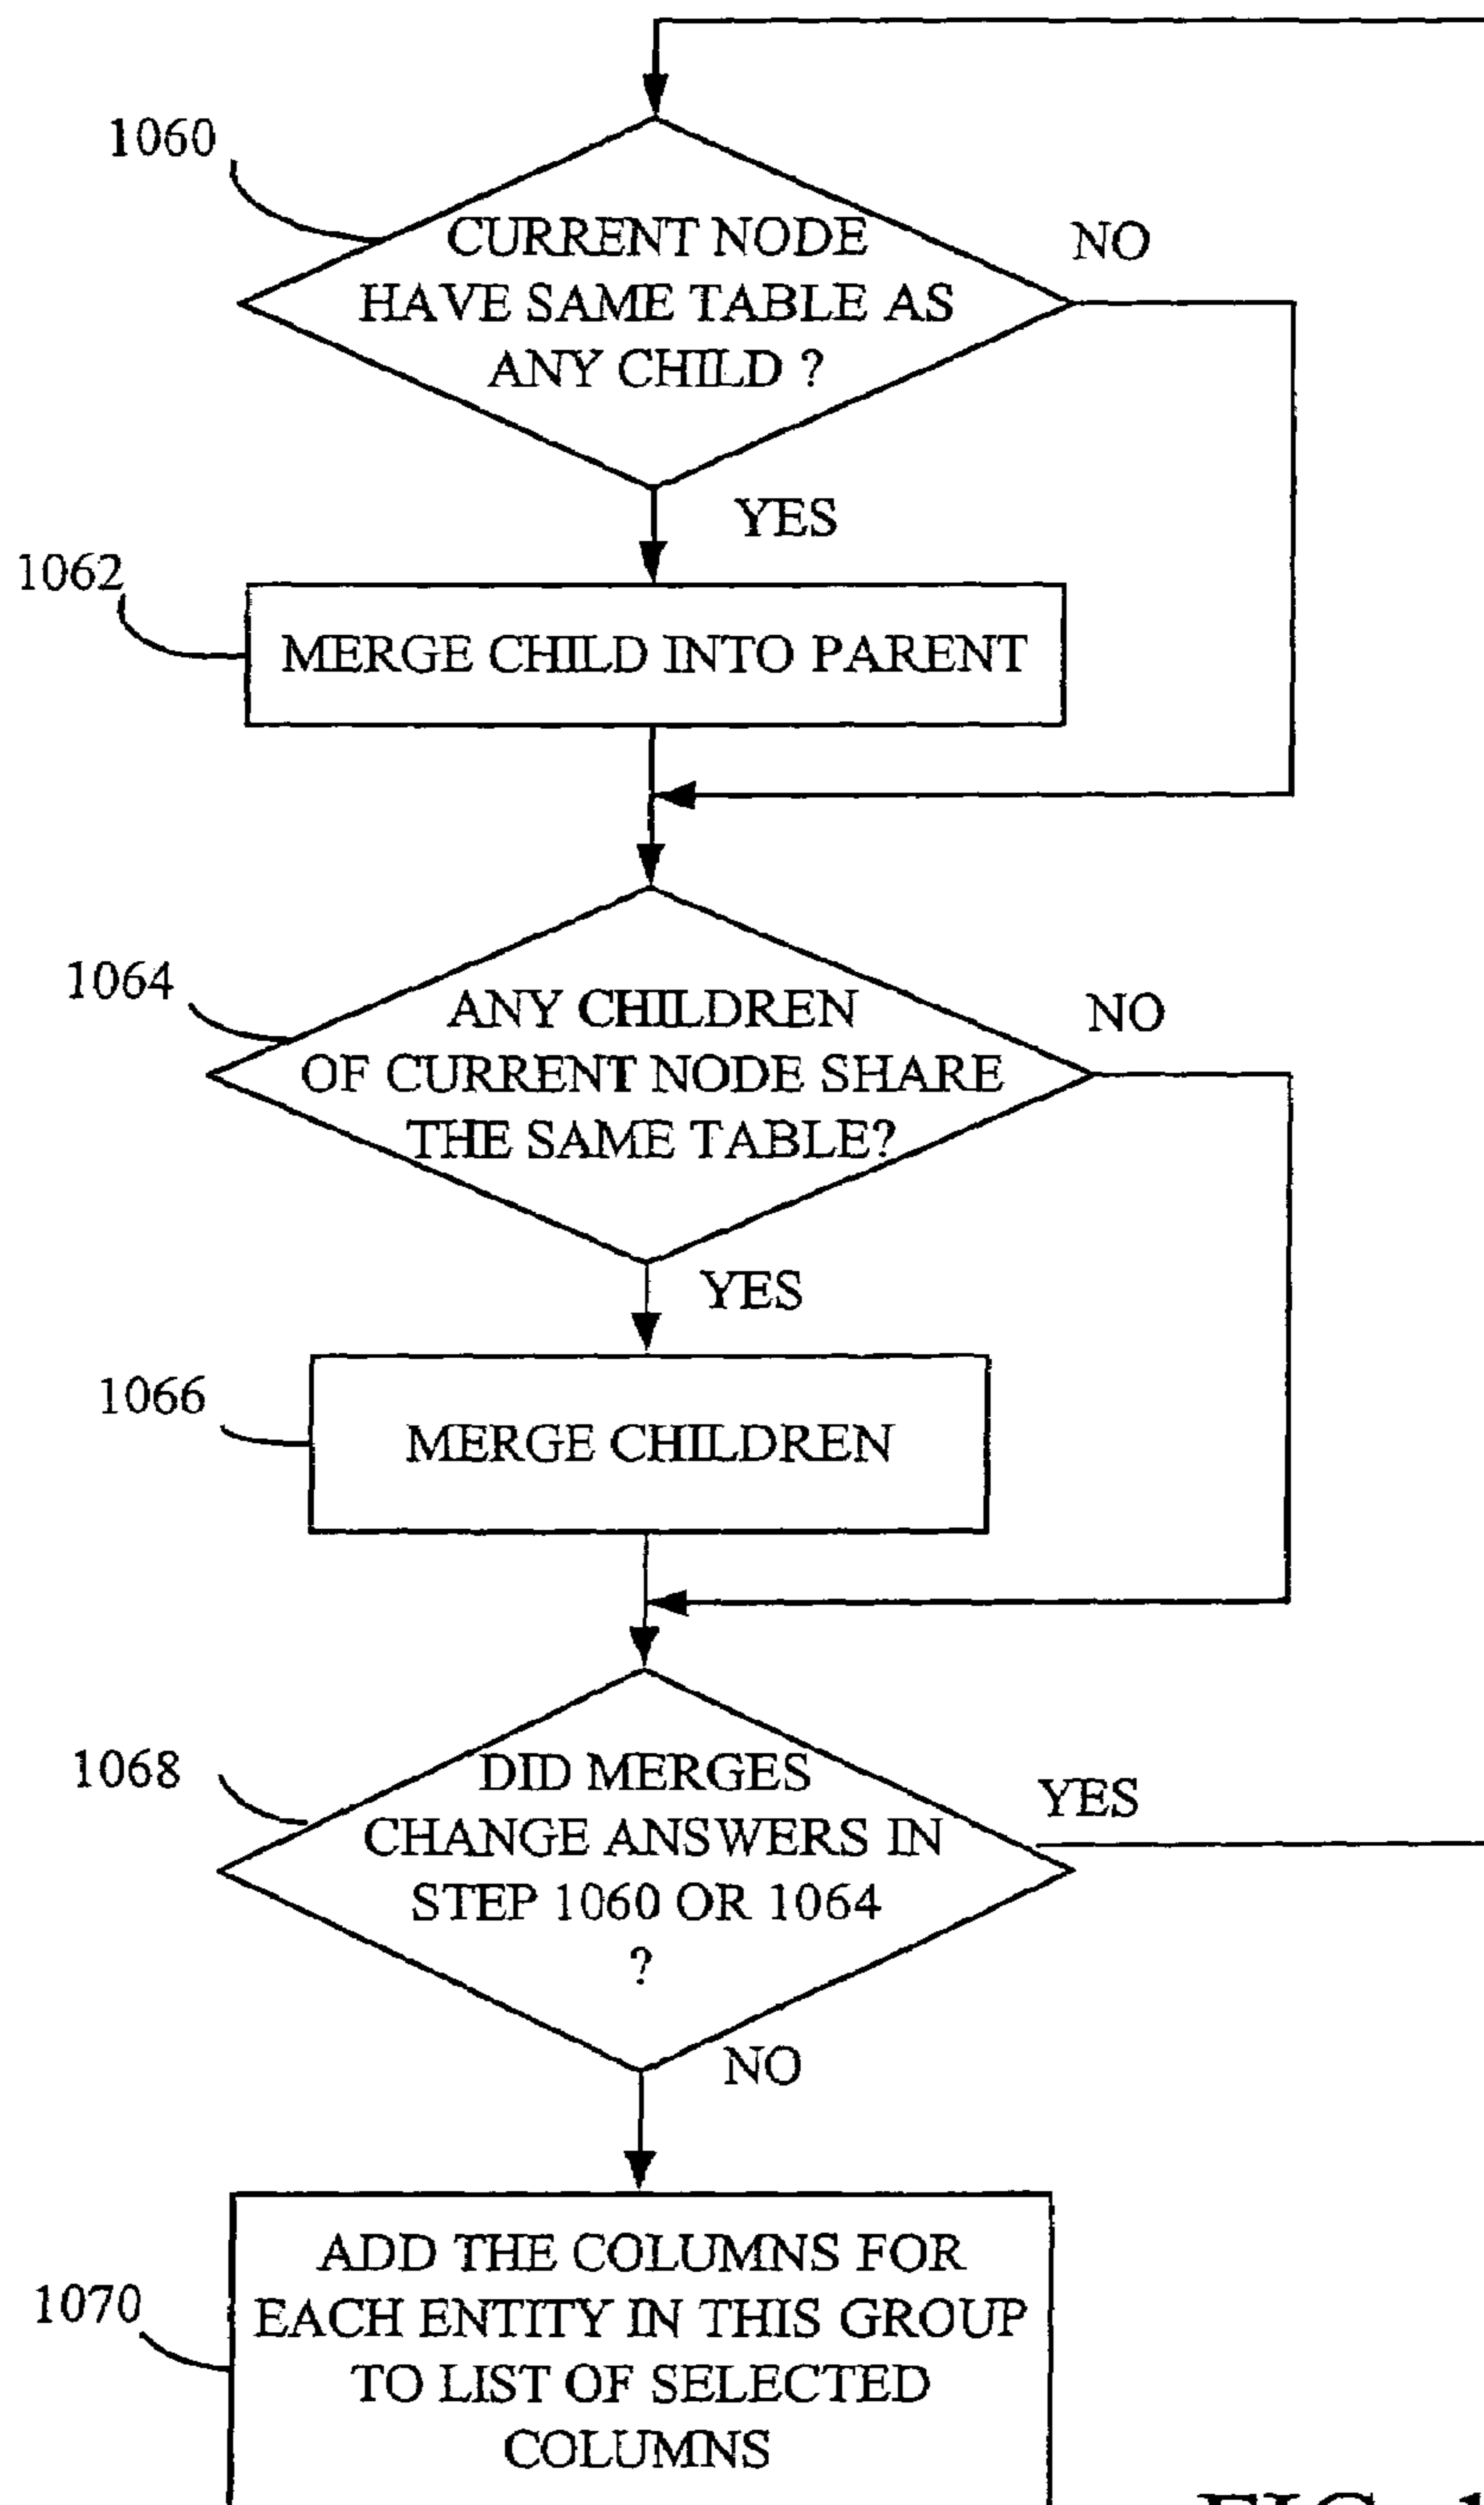 1060
CURRENT NODE
HAVE SAME TABLE AS
ANY CHILD ?
NO
YES
1062
MERGE CHILD INTO PARENT
1064
ANY CHILDREN
OF CURRENT NODE SHARE
THE SAME TABLE?
NO
YES
1066
MERGE CHILDREN
1068
DID MERGES
CHANGE ANSWERS IN
STEP 1060 OR 1064
?
YES
NO
1070
ADD THE COLUMNS FOR
EACH ENTITY IN THIS GROUP
TO LIST OF SELECTED
COLUMNS